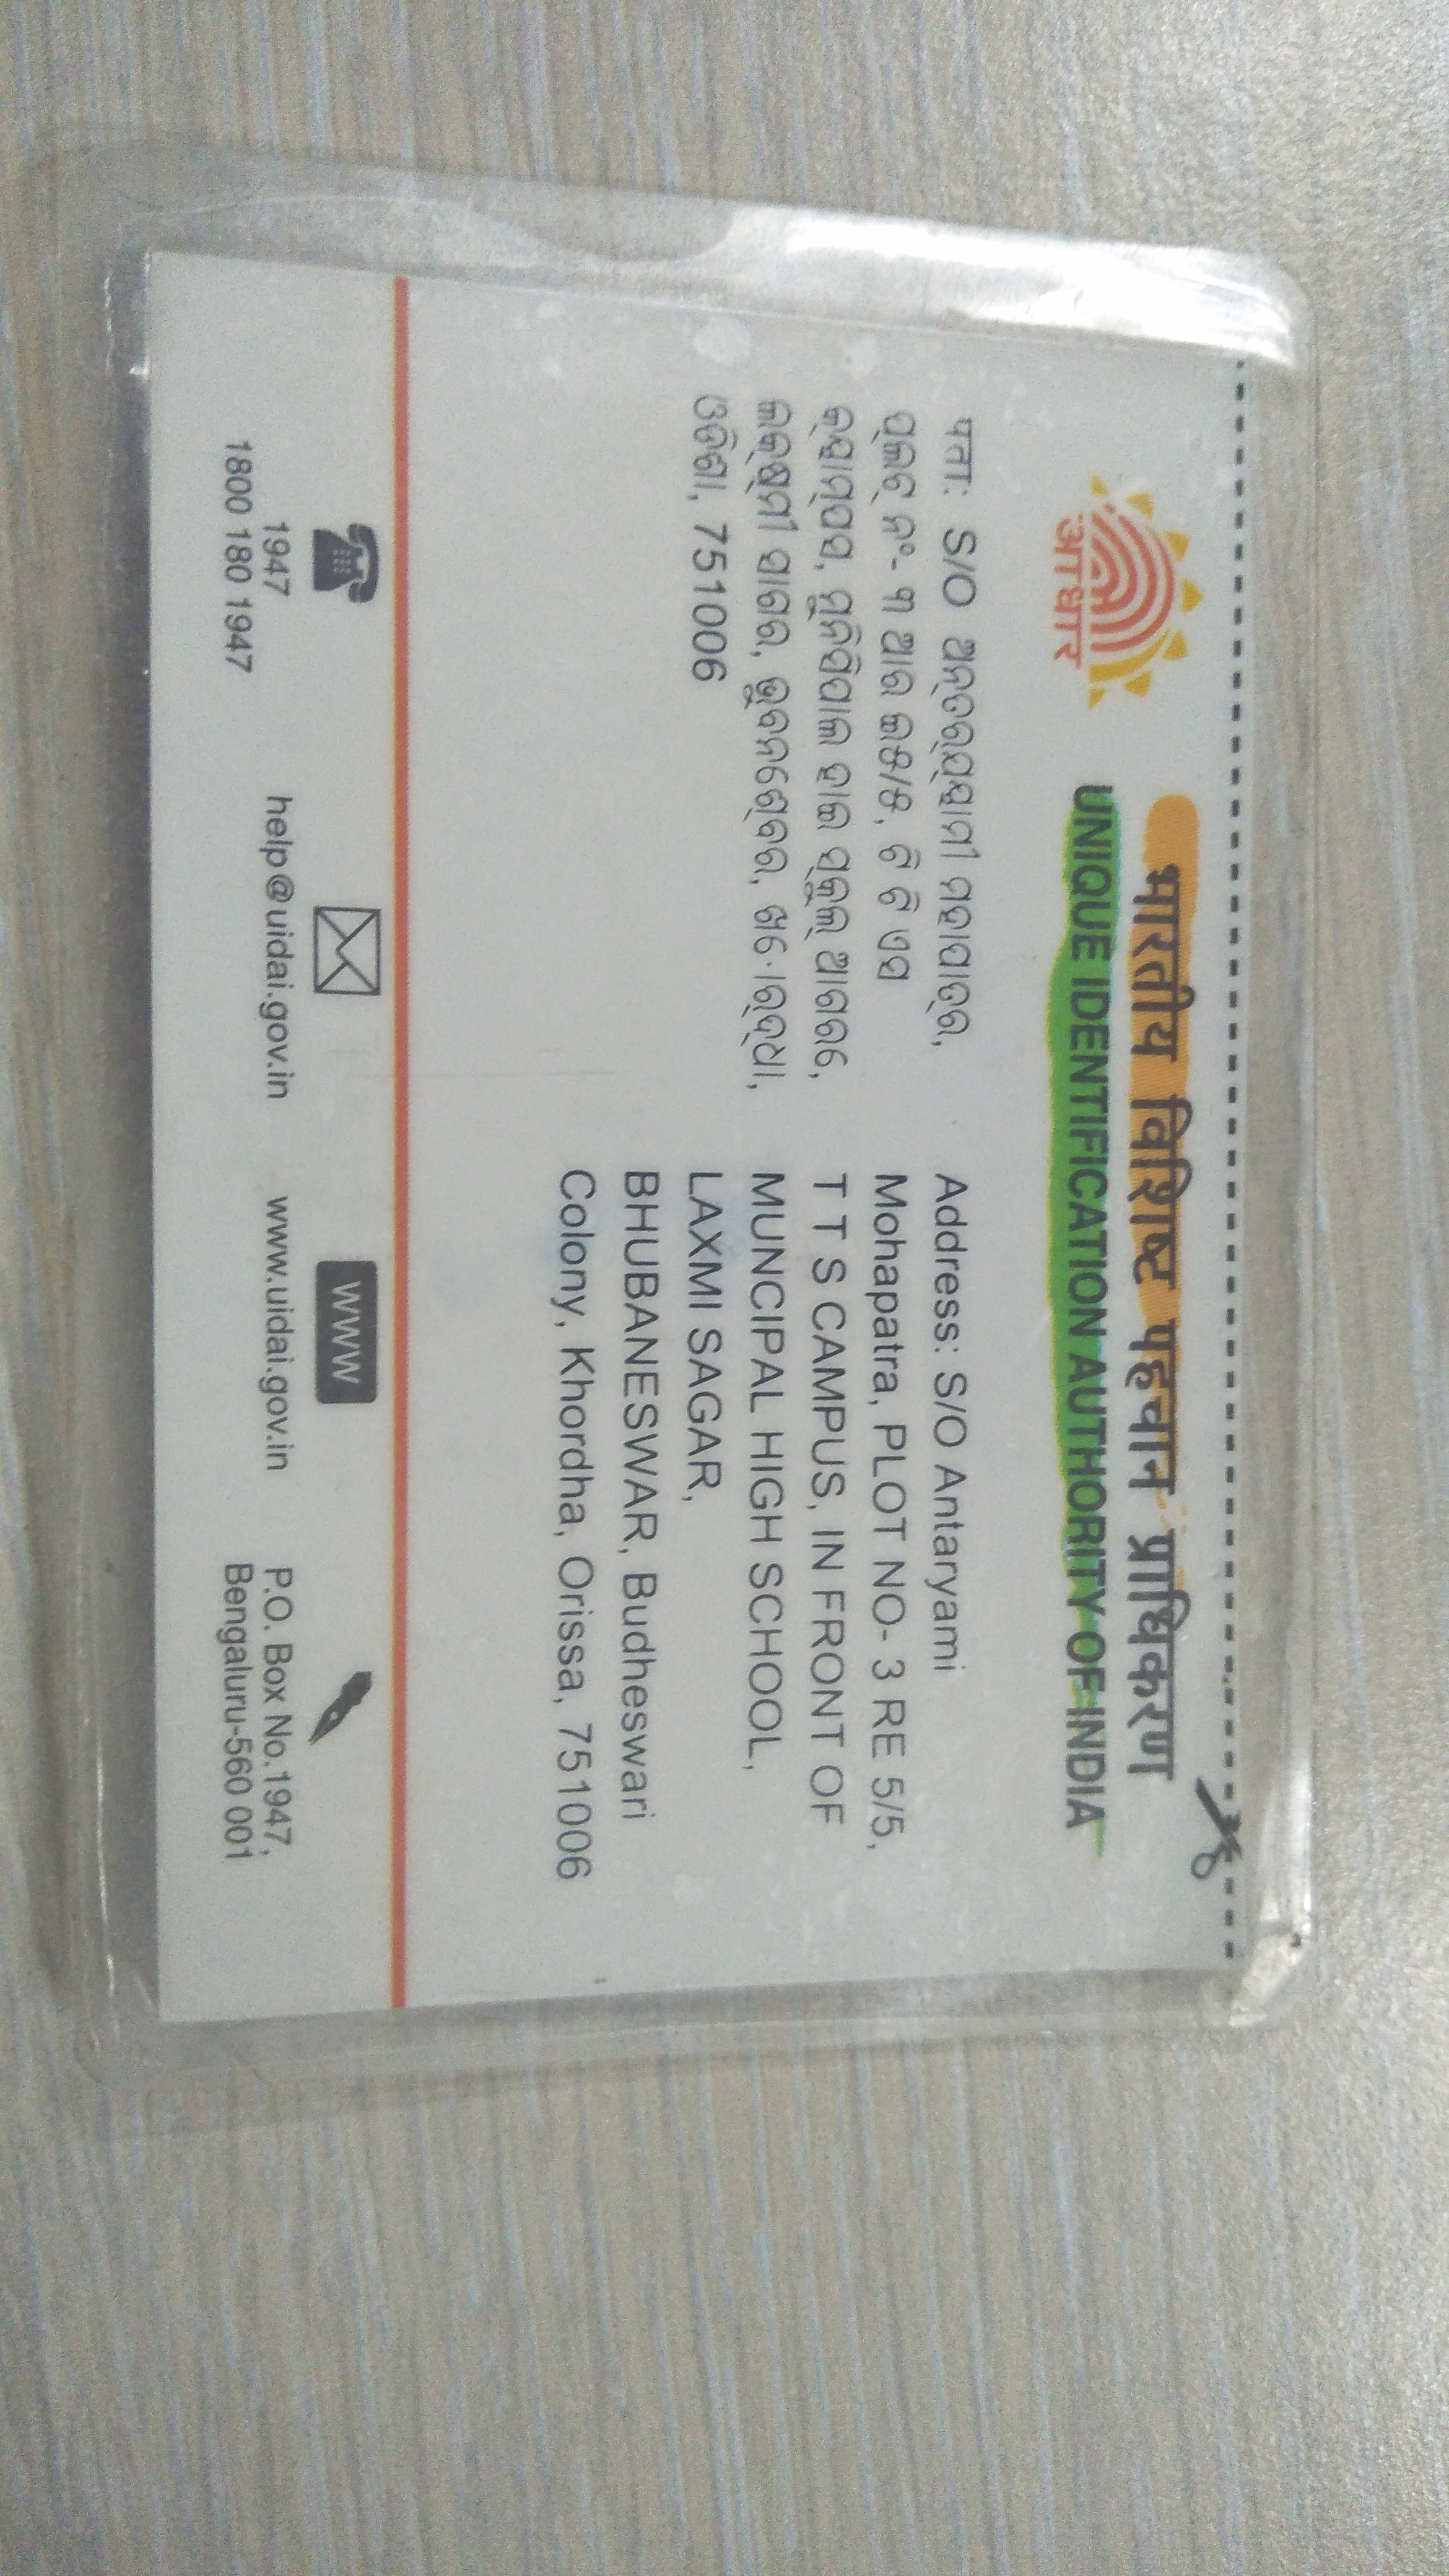 भारतीय विशिष्ट पहचान प्राधिकरण
UNIQUE IDENTIFICATION AUTHORITY OF INDIA
आधार
पता: S/O ଅନ୍ତର୍ଯ୍ୟାମୀ ମହାପାତ୍ର,
ପ୍ଲଟ୍ ନଂ- ୩ ଆର ଇ୫/୫, ଟି ଟି ଏସ
କ୍ୟାମ୍ପସ, ମୁନିସିପାଲ ହାଇ ସ୍କୁଲ୍ ଆଗରେ,
ଲକ୍ଷ୍ମୀ ସାଗର, ଭୁବନେଶ୍ବର,
ଓଡିଶା, 751006
Address: S/O Antaryami
Mohapatra, PLOT NO- 3 RE 5/5,
T T S CAMPUS, IN FRONT OF
MUNCIPAL HIGH SCHOOL,
LAXMI SAGAR,
BHUBANESWAR, Budheswari
Colony, Khordha, Orissa, 751006
1947
1800 180 1947
help@uidai.gov.in
WWW
www.uidai.gov.in
P.O. Box No.1947,
Bengaluru-560 001